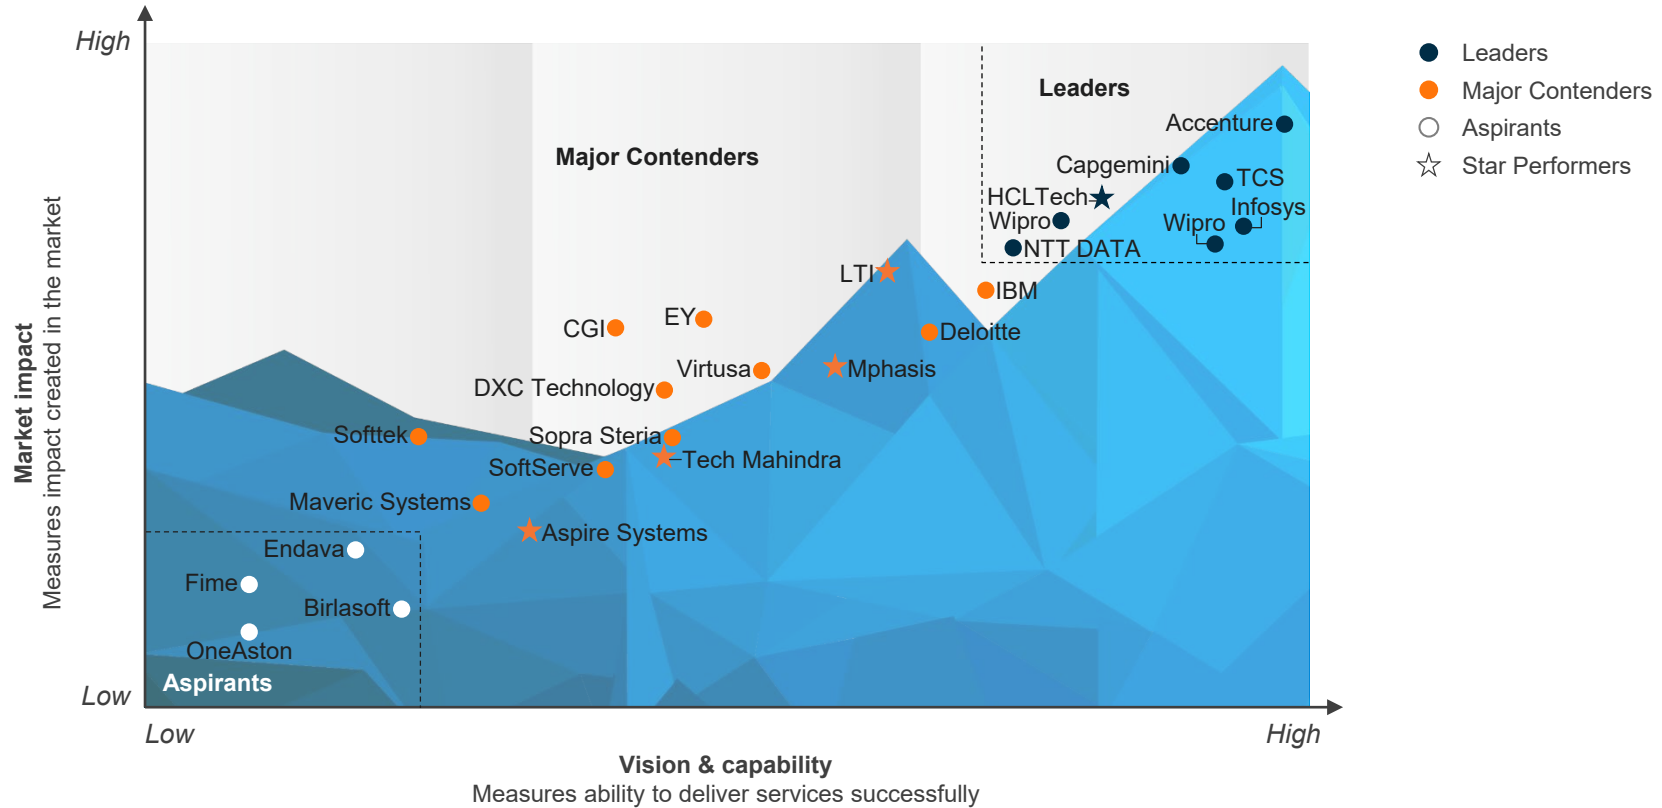 High
Leaders
Major Contenders
Aspirants
Star Performers
Leaders
Accenture
Major Contenders
Capgemini
TCS
HCLTech
Infosys
Wipro
Wipro
NTT DATA
LTI
IBM
EY
CGI
Deloitte
Virtusa
Mphasis
DXC Technology
Softtek
Sopra Steria
Tech Mahindra
SoftServe
Maveric Systems
Aspire Systems
Endava
Fime
Birlasoft
OneAston
Aspirants
Market impact
Measures impact created in the market
Low
Low
High
Vision & capability
Measures ability to deliver services successfully